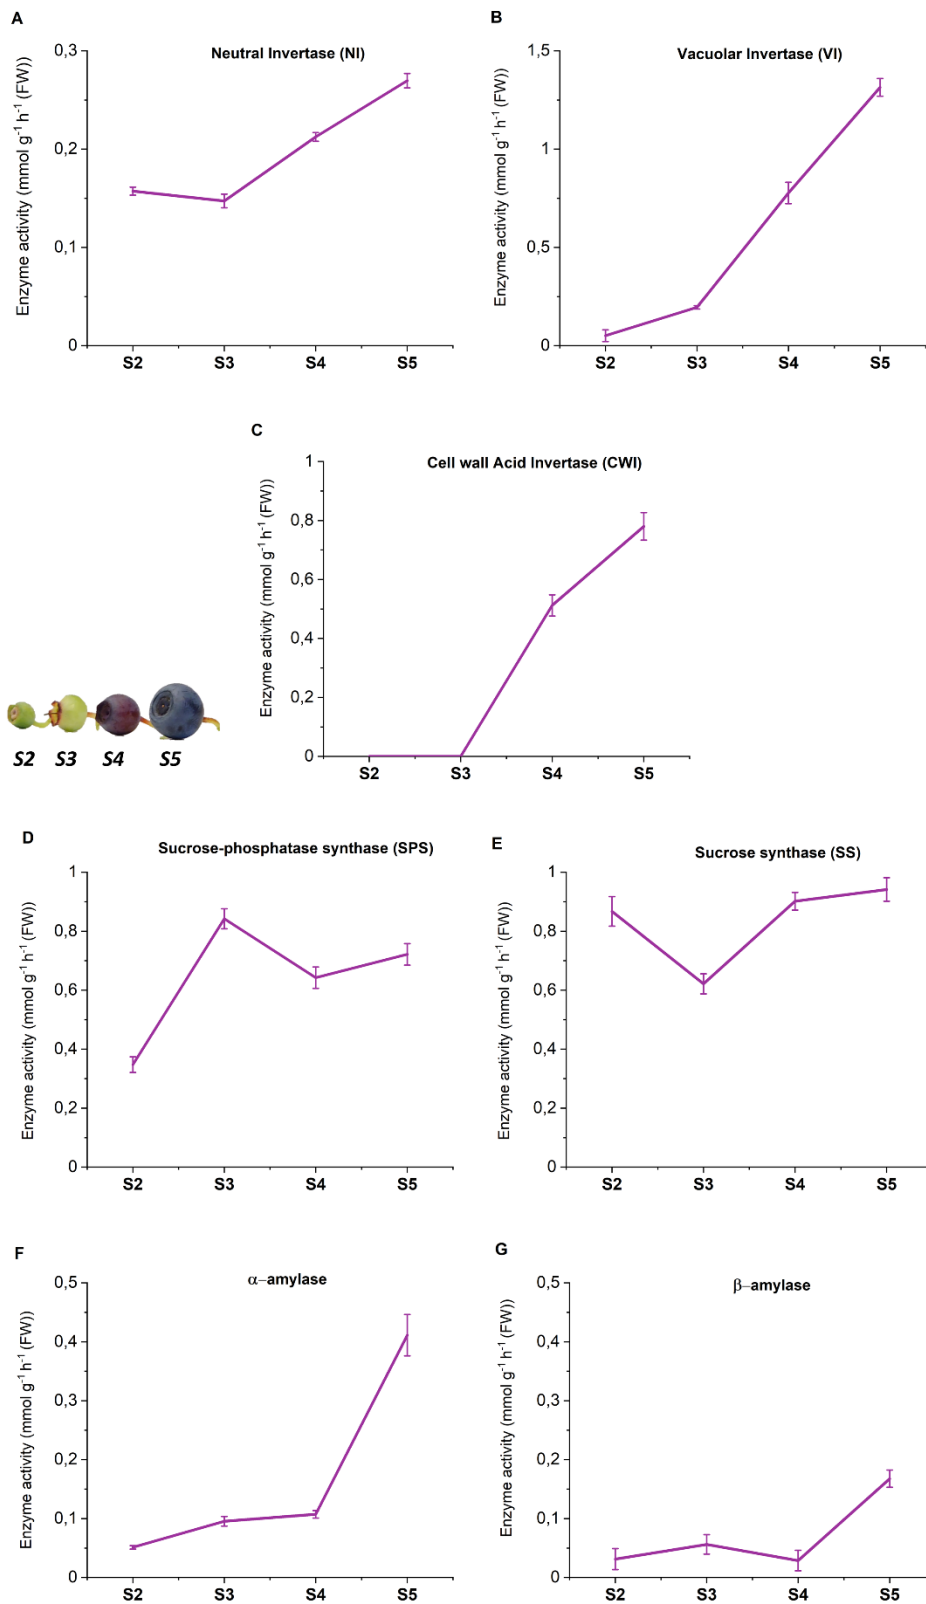 A
Neutral Invertase (NI)
Enzyme activity (mmol g⁻¹ h⁻¹ (FW))
0,3
0,2
0,1
0
S2 S3 S4 S5
B
Vacuolar Invertase (VI)
Enzyme activity (mmol g⁻¹ h⁻¹ (FW))
1,5
1
0,5
0
S2 S3 S4 S5
C
Cell wall Acid Invertase (CWI)
Enzyme activity (mmol g⁻¹ h⁻¹ (FW))
1
0,8
0,6
0,4
0,2
0
S2 S3 S4 S5
S2 S3 S4 S5
D
Sucrose-phosphatase synthase (SPS)
Enzyme activity (mmol g⁻¹ h⁻¹ (FW))
1
0,8
0,6
0,4
0,2
0
S2 S3 S4 S5
E
Sucrose synthase (SS)
Enzyme activity (mmol g⁻¹ h⁻¹ (FW))
1
0,8
0,6
0,4
0,2
0
S2 S3 S4 S5
F
α–amylase
Enzyme activity (mmol g⁻¹ h⁻¹ (FW))
0,5
0,4
0,3
0,2
0,1
0
S2 S3 S4 S5
G
β–amylase
Enzyme activity (mmol g⁻¹ h⁻¹ (FW))
0,5
0,4
0,3
0,2
0,1
0
S2 S3 S4 S5